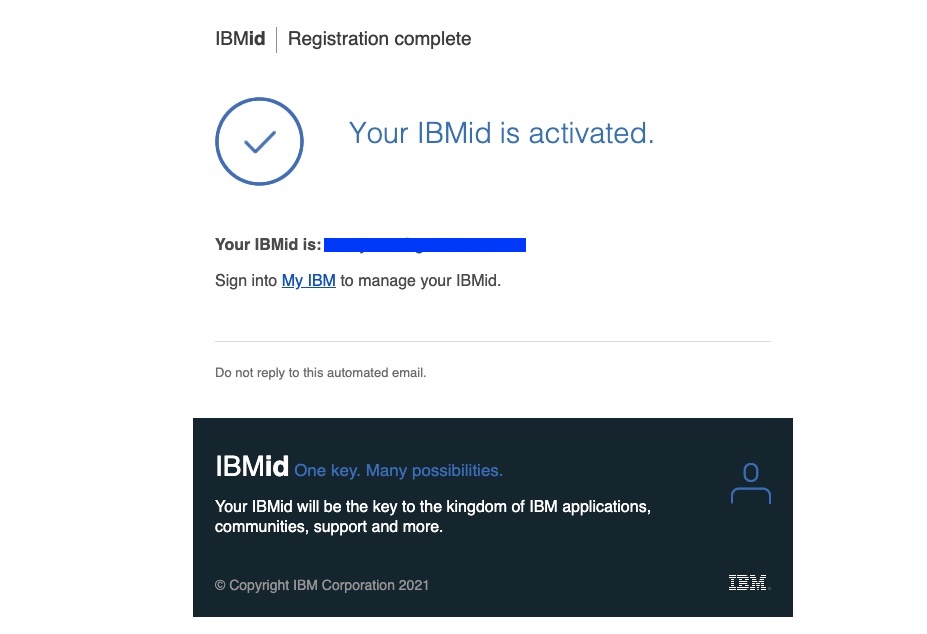 IBMid Registration complete
Your IBMid is activated.
Your IBMid is:
Sign into My IBM to manage your IBMid.
Do not reply to this automated email.
IBMid One key. Many possibilities.
Your IBMid will be the key to the kingdom of IBM applications,
communities, support and more.
© Copyright IBM Corporation 2021
IBM